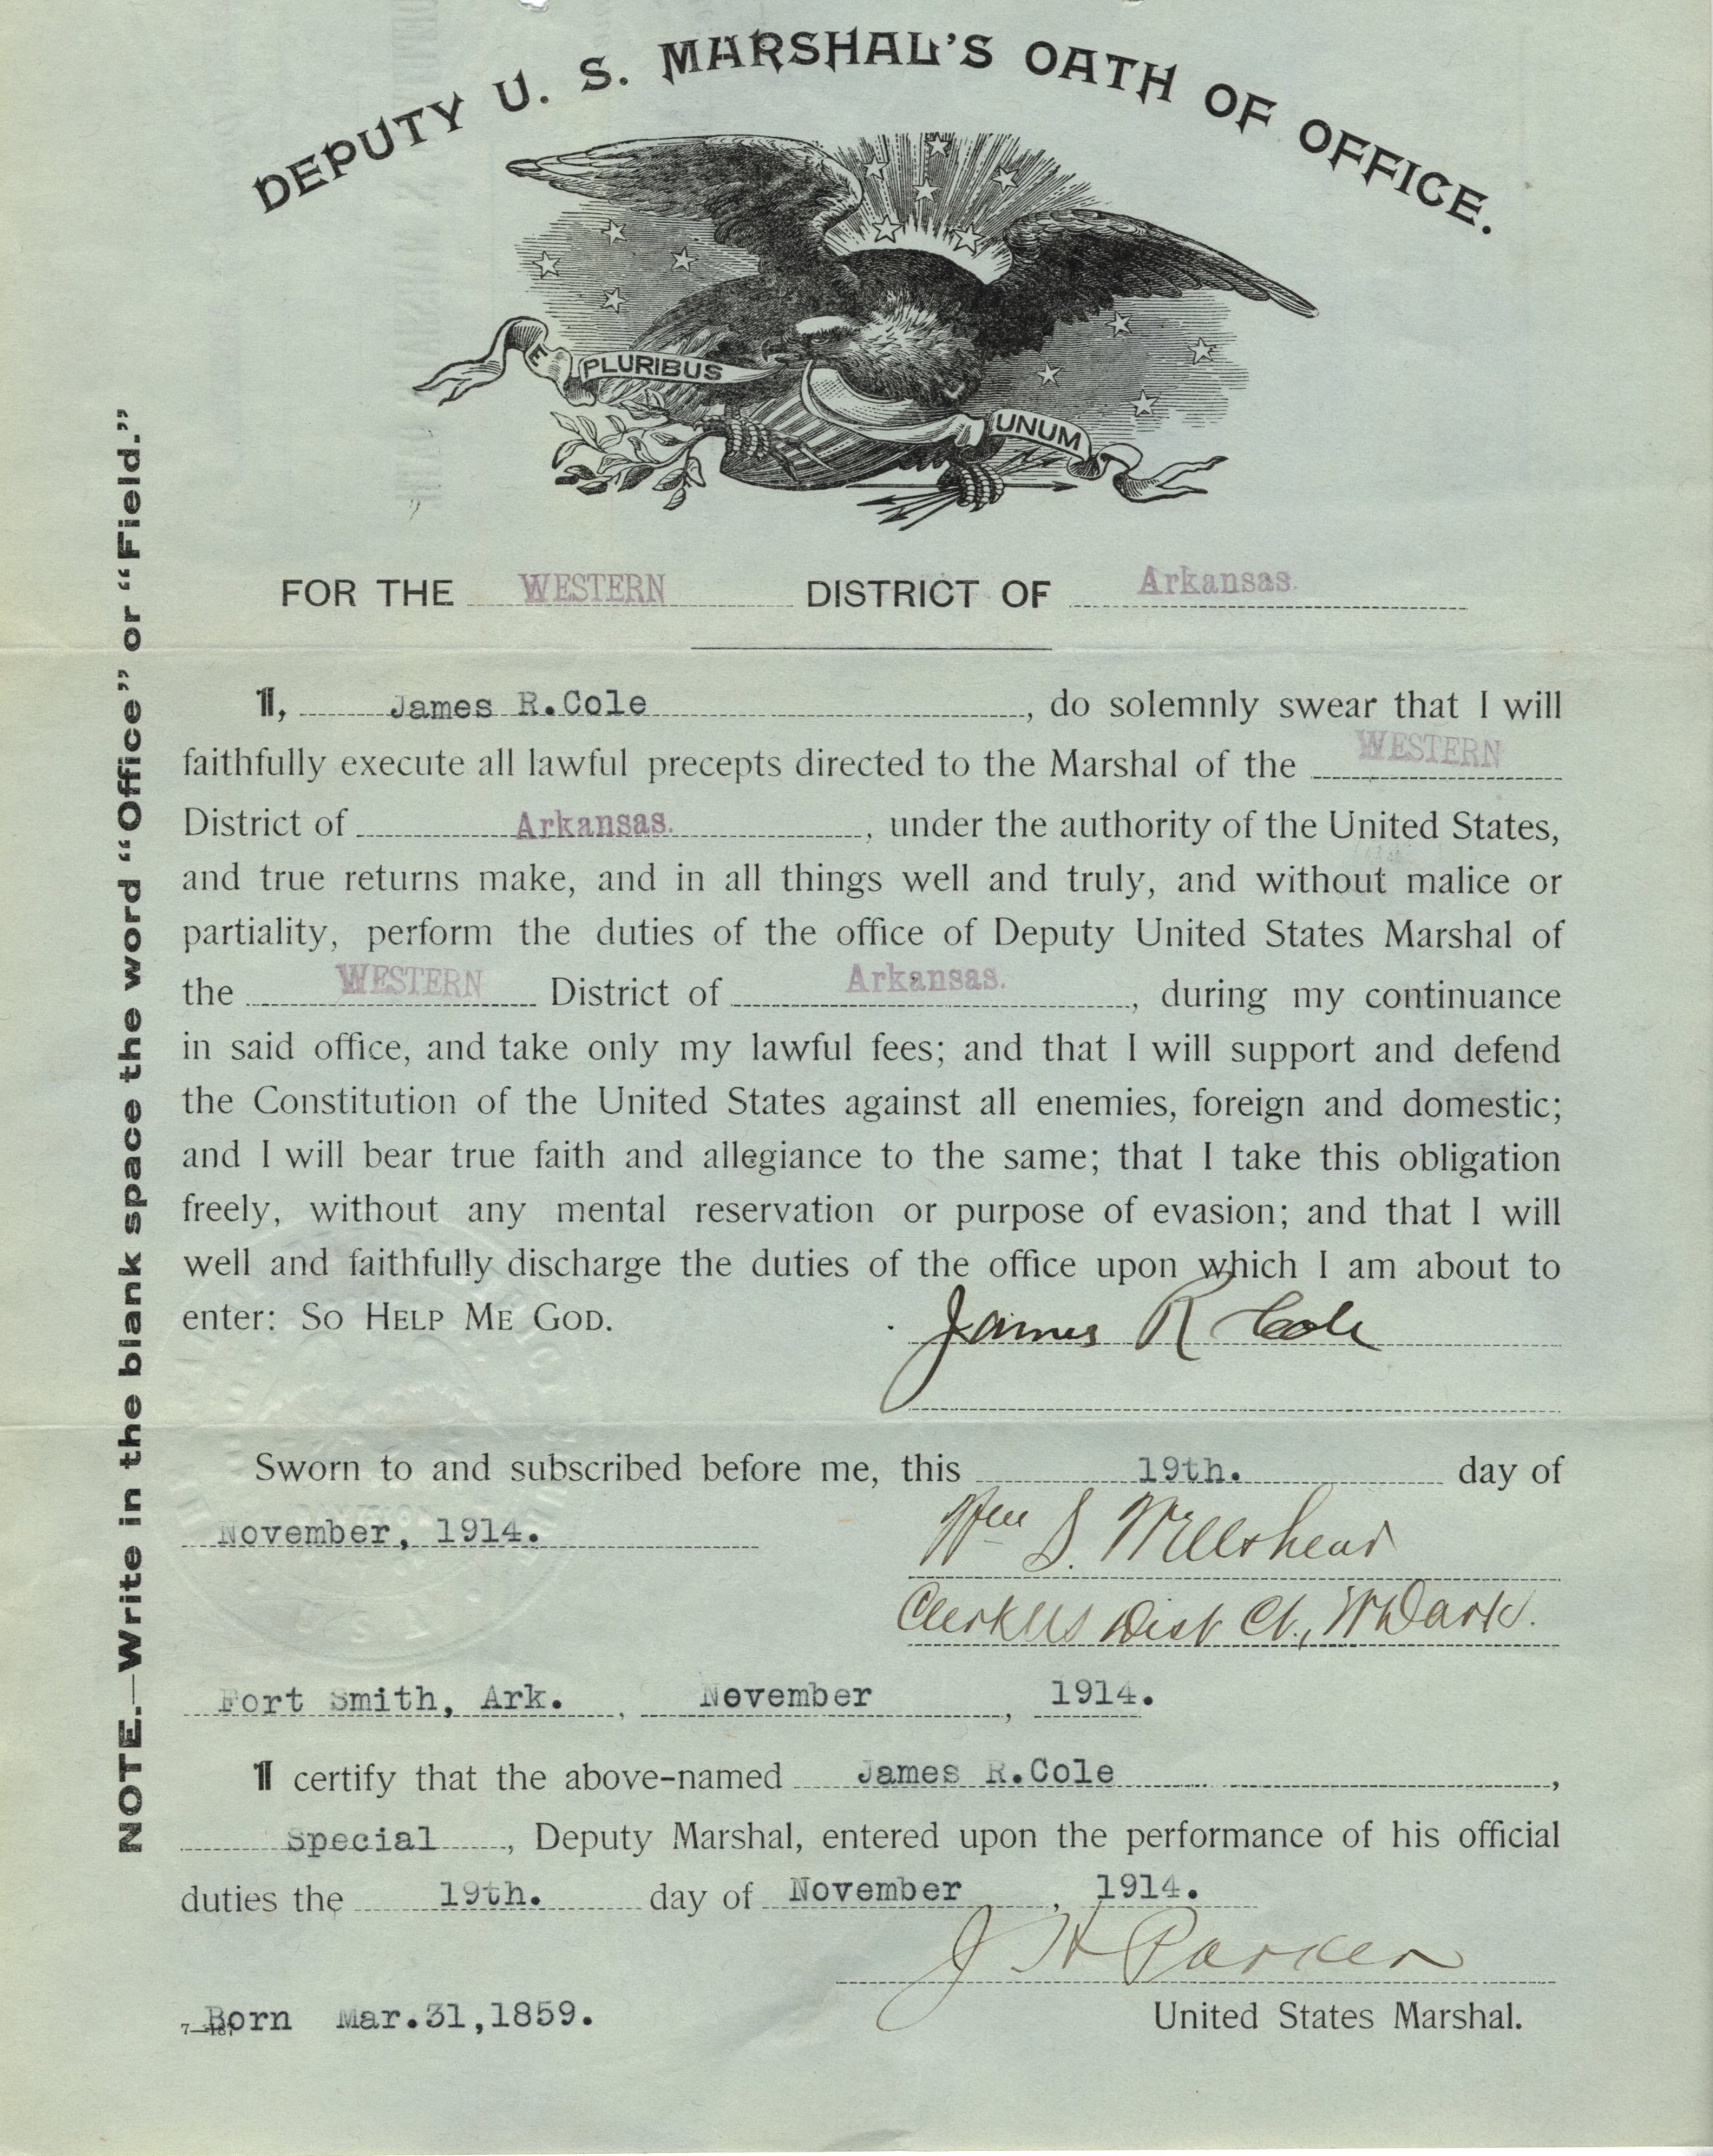 DEPUTY U. S. MARSHAL'S OATH OF OFFICE.
E PLURIBUS UNUM
FOR THE WESTERN DISTRICT OF Arkansas.
I, James R.Cole, do solemnly swear that I will
faithfully execute all lawful precepts directed to the Marshal of the WESTERN
District of Arkansas., under the authority of the United States,
and true returns make, and in all things well and truly, and without malice or
partiality, perform the duties of the office of Deputy United States Marshal of
the WESTERN District of Arkansas., during my continuance
in said office, and take only my lawful fees; and that I will support and defend
the Constitution of the United States against all enemies, foreign and domestic;
and I will bear true faith and allegiance to the same; that I take this obligation
freely, without any mental reservation or purpose of evasion; and that I will
well and faithfully discharge the duties of the office upon which I am about to
enter: SO HELP ME GOD.
James R Cole
Sworn to and subscribed before me, this 19th. day of
November, 1914.
Wm S. Wellshear
Clerk US Dist Ct., WD Ark.
Fort Smith, Ark., November, 1914.
I certify that the above-named James R.Cole,
Special, Deputy Marshal, entered upon the performance of his official
duties the 19th. day of November, 1914.
J H Parker
United States Marshal.
Born Mar.31,1859.
NOTE.—Write in the blank space the word "Office" or "Field."